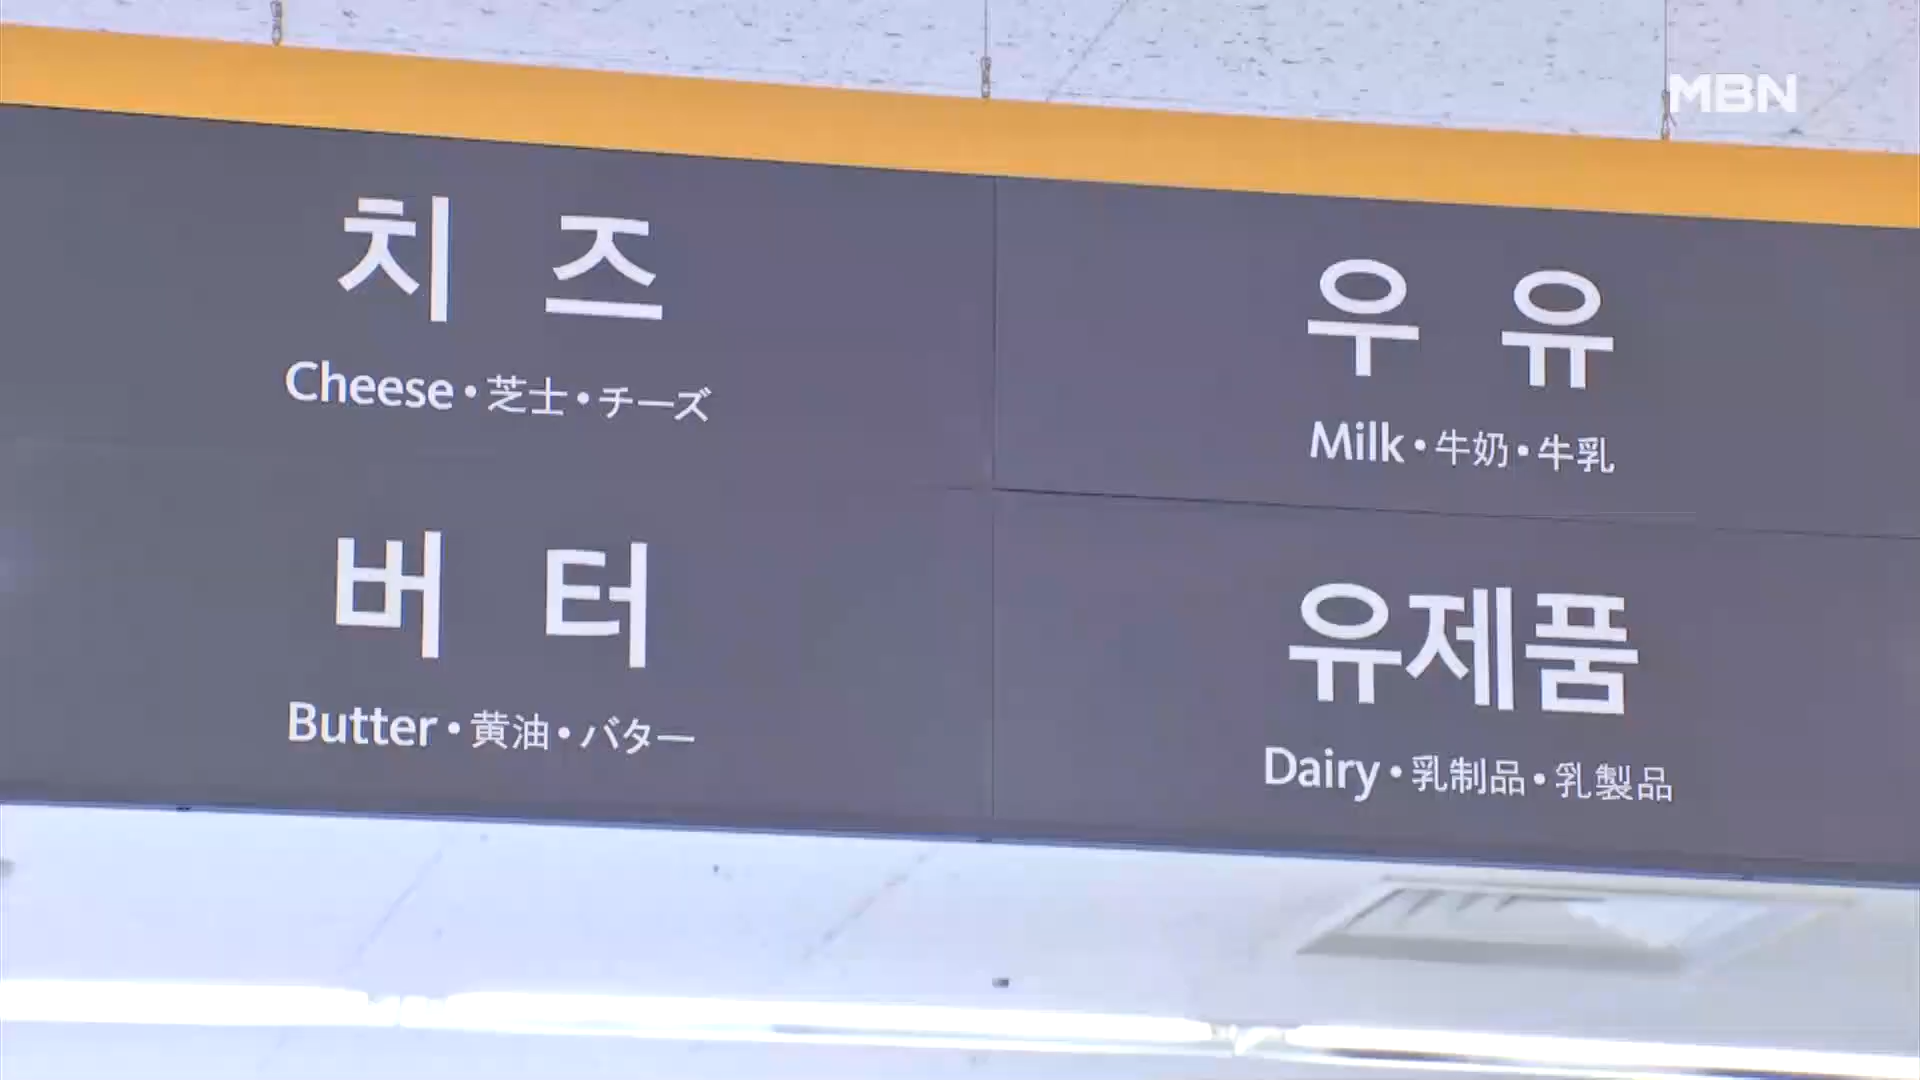 MBN
치즈
Cheese・芝士・チーズ
우유
Milk・牛奶・牛乳
버터
Butter・黄油・バター
유제품
Dairy・乳制品・乳製品